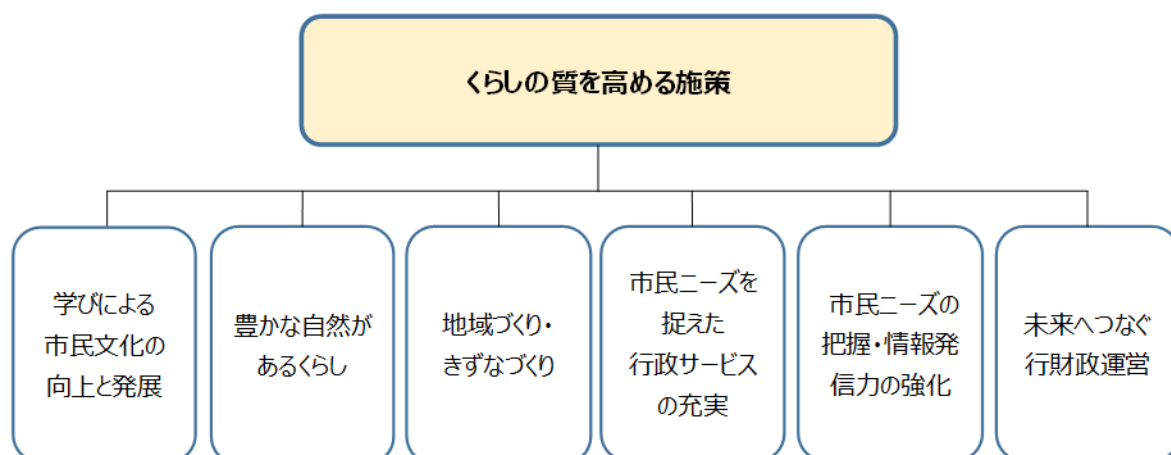 くらしの質を高める施策
学びによる
市民文化の
向上と発展
豊かな自然が
あるくらし
地域づくり・
きずなづくり
市民ニーズを
捉えた
行政サービス
の充実
市民ニーズの
把握・情報発
信力の強化
未来へつなぐ
行財政運営